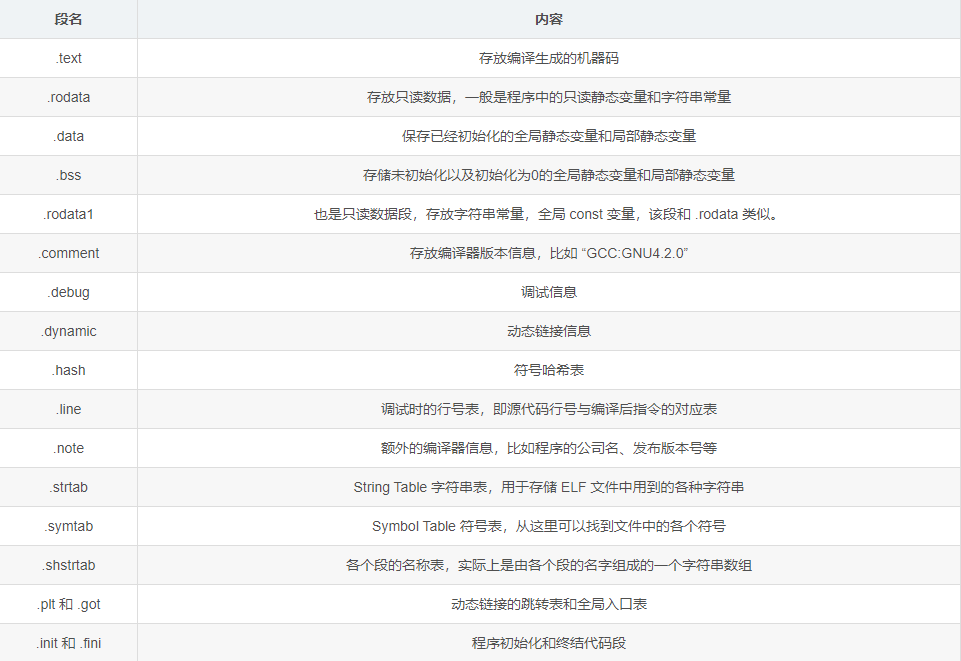 段名 内容
.text 存放编译生成的机器码
.rodata 存放只读数据，一般是程序中的只读静态变量和字符串常量
.data 保存已经初始化的全局静态变量和局部静态变量
.bss 存储未初始化以及初始化为0的全局静态变量和局部静态变量
.rodata1 也是只读数据段，存放字符串常量，全局 const 变量，该段和 .rodata 类似。
.comment 存放编译器版本信息，比如 “GCC:GNU4.2.0”
.debug 调试信息
.dynamic 动态链接信息
.hash 符号哈希表
.line 调试时的行号表，即源代码行号与编译后指令的对应表
.note 额外的编译器信息，比如程序的公司名、发布版本号等
.strtab String Table 字符串表，用于存储 ELF 文件中用到的各种字符串
.symtab Symbol Table 符号表，从这里可以找到文件中的各个符号
.shstrtab 各个段的名称表，实际上是由各个段的名字组成的一个字符串数组
.plt 和 .got 动态链接的跳转表和全局入口表
.init 和 .fini 程序初始化和终结代码段